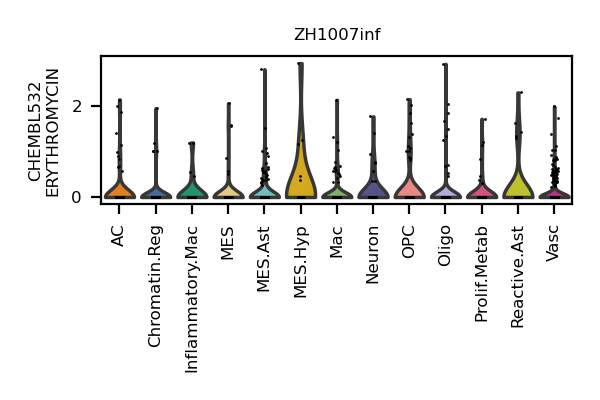 ZH1007inf
CHEMBL532
ERYTHROMYCIN
2
0
AC
Chromatin.Reg
Inflammatory.Mac
MES
MES.Ast
MES.Hyp
Mac
Neuron
OPC
Oligo
Prolif.Metab
Reactive.Ast
Vasc